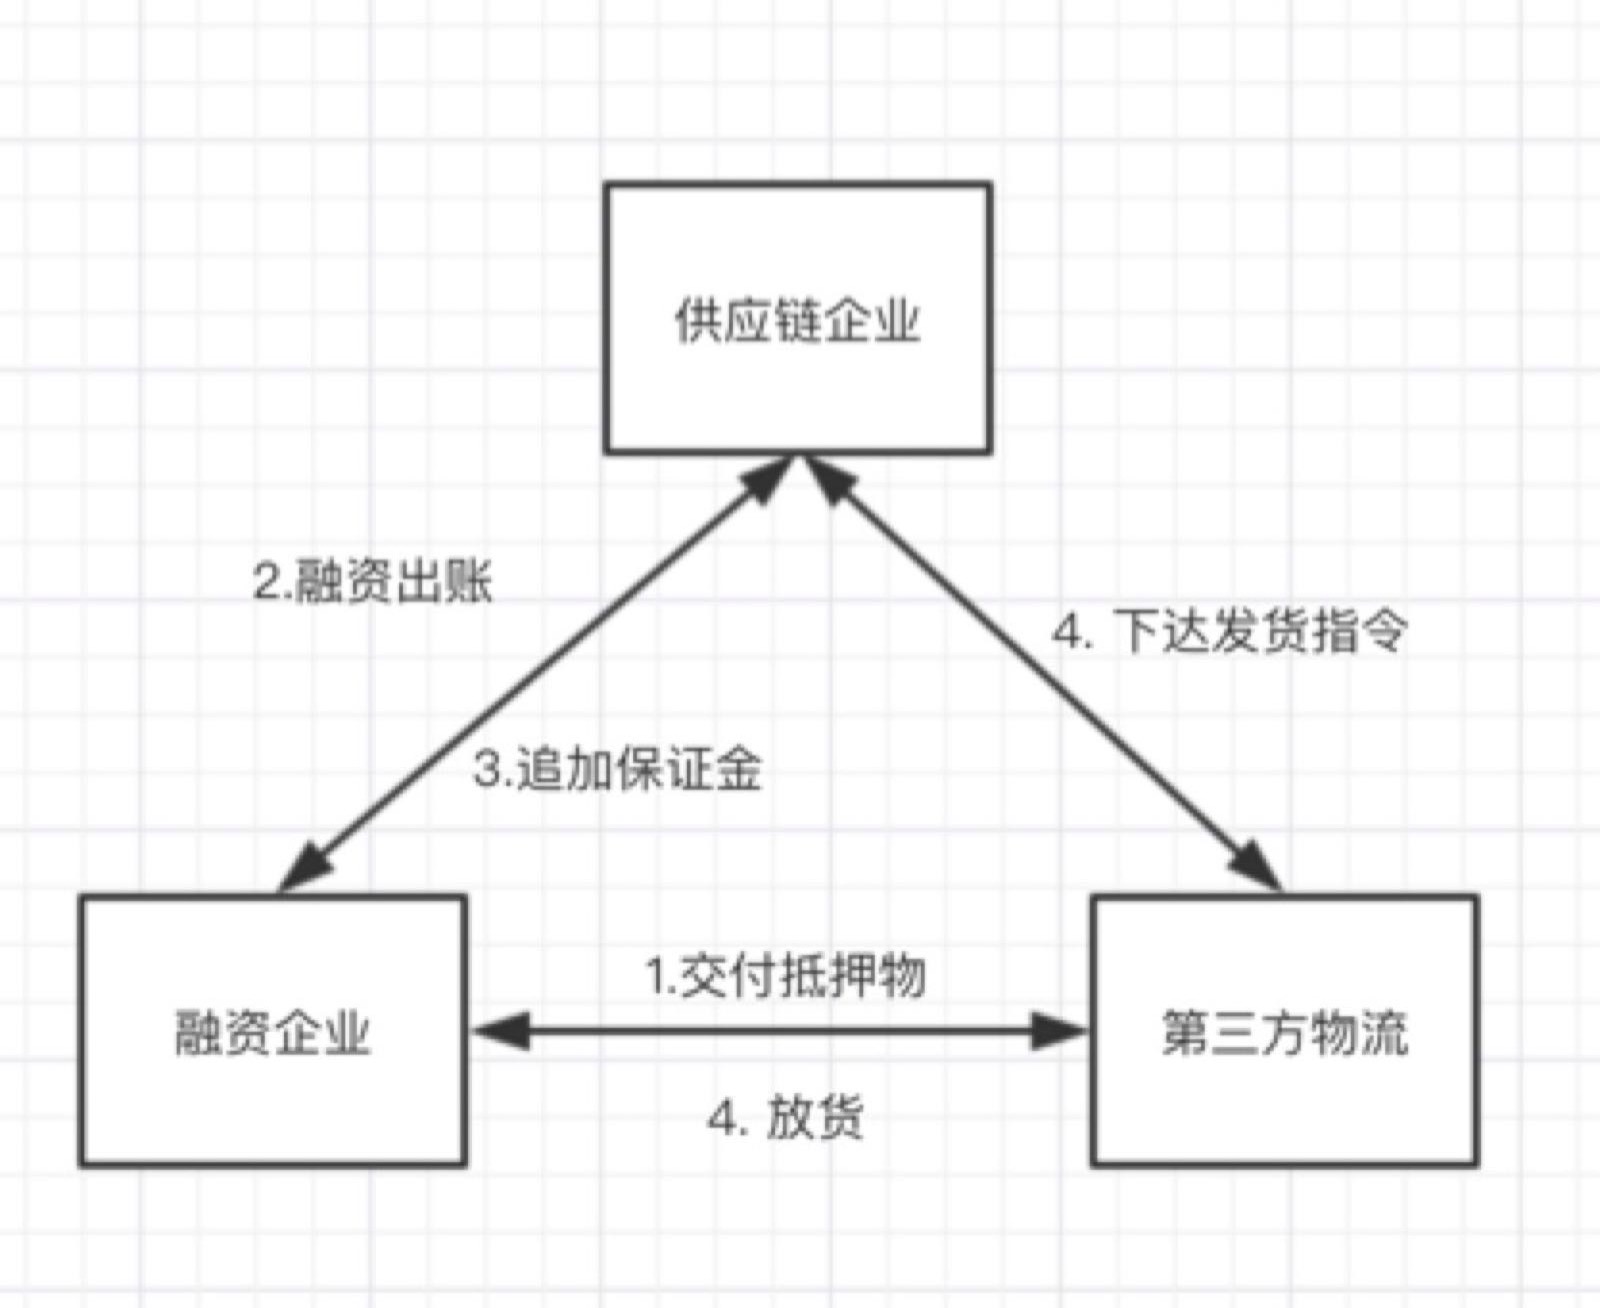 供应链企业
2.融资出账
4. 下达发货指令
3.追加保证金
1.交付抵押物
融资企业
第三方物流
4. 放货